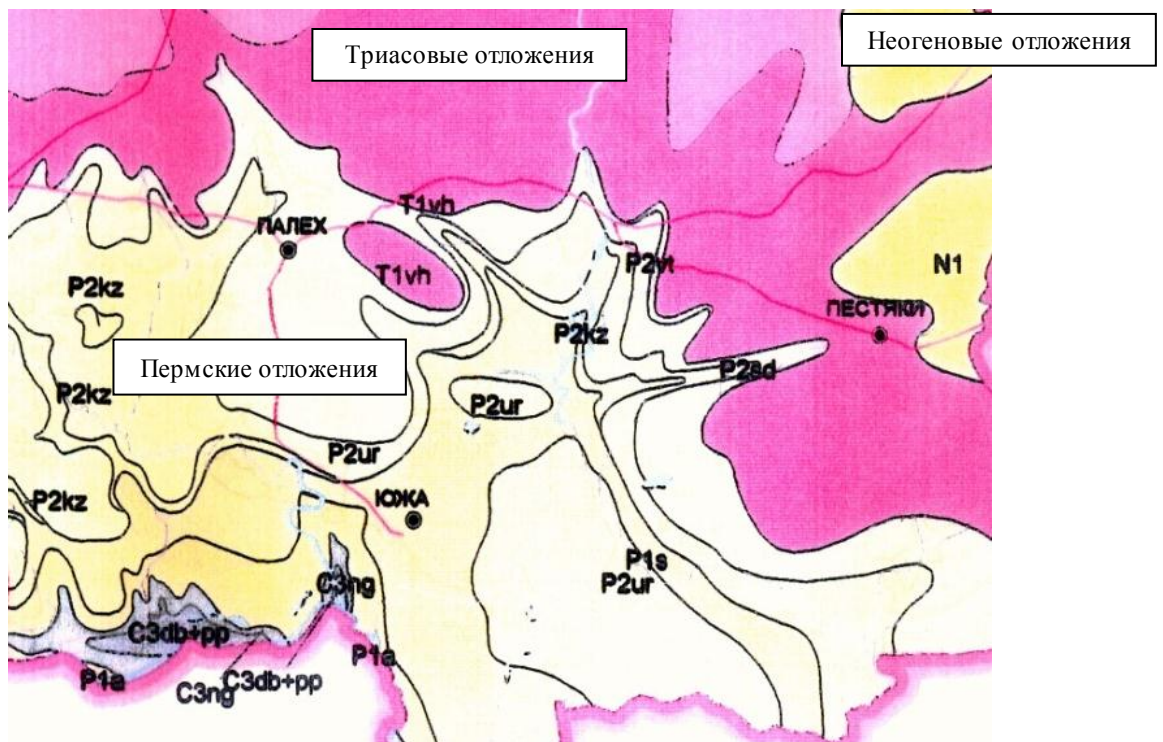 Неогеновые отложения
Триасовые отложения
T1vh
ПАЛЕХ
T1vh
P2vt
N1
P2kz
ПЕСТЯКИ
P2kz
Пермские отложения
P2sd
P2kz
P2ur
P2ur
P2kz
ЮЖА
P1s
P2ur
C3ng
C3db+pp
P1a
P1a
C3ng
C3db+pp